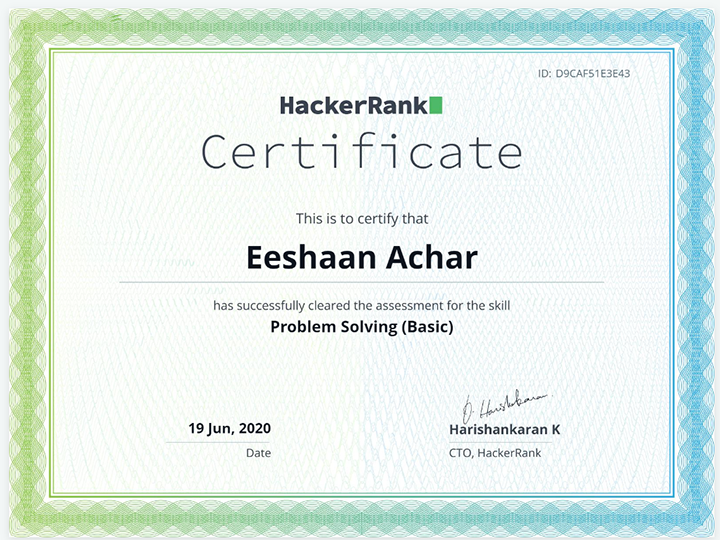 ID: D9CAF51E3E43
HackerRank
Certificate
This is to certify that
Eeshaan Achar
has successfully cleared the assessment for the skill
Problem Solving (Basic)
19 Jun, 2020
Date
Harishankaran K
CTO, HackerRank